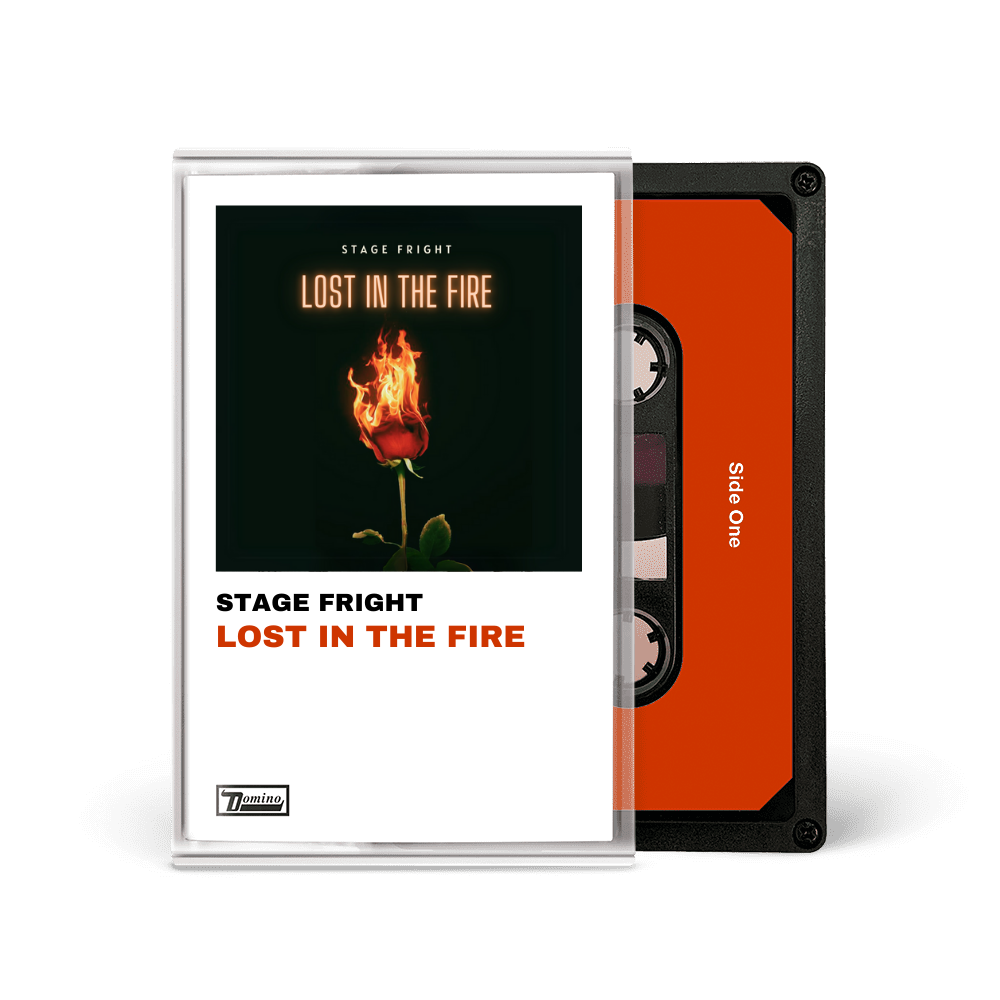 STAGE FRIGHT
LOST IN THE FIRE
STAGE FRIGHT
LOST IN THE FIRE
Domino
Side One